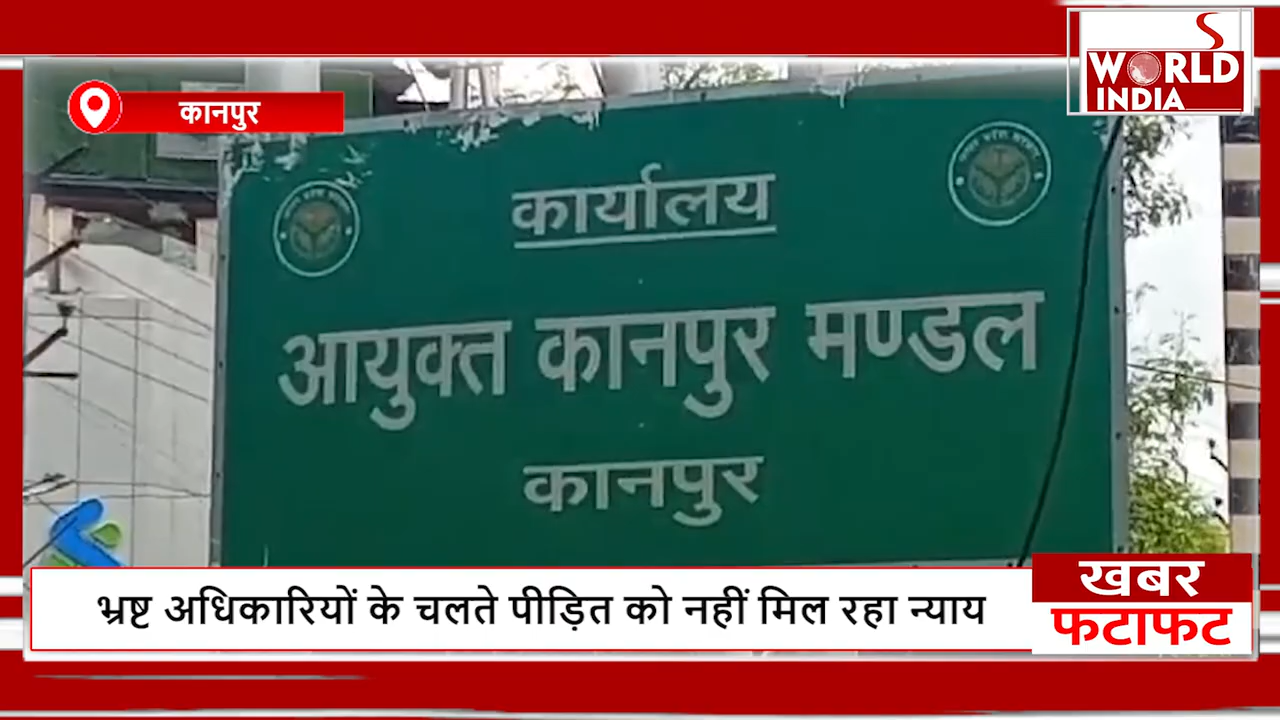 WORLD
INDIA
कानपुर
कार्यालय
आयुक्त कानपुर मण्डल
कानपुर
भ्रष्ट अधिकारियों के चलते पीड़ित को नहीं मिल रहा न्याय
खबर
फटाफट